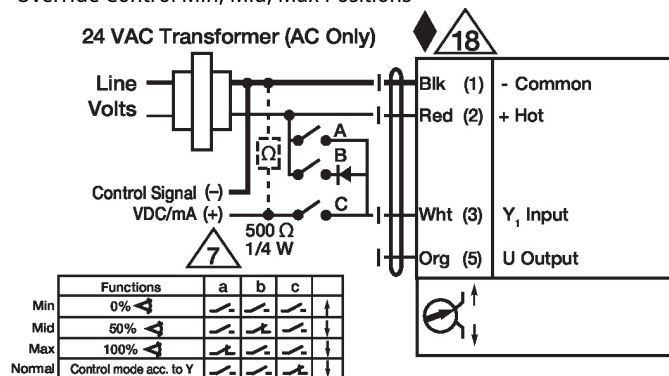 Override Control Min, Mid, Max Positions
24 VAC Transformer (AC Only)
18
Line
Volts
Blk (1) - Common
Red (2) + Hot
A
Ω
B
Control Signal (–)
VDC/mA (+)
C
Wht (3) Y1 Input
500 Ω
1/4 W
7
Org (5) U Output
Functions a b c
Min 0%
Mid 50%
Max 100%
Normal Control mode acc. to Y